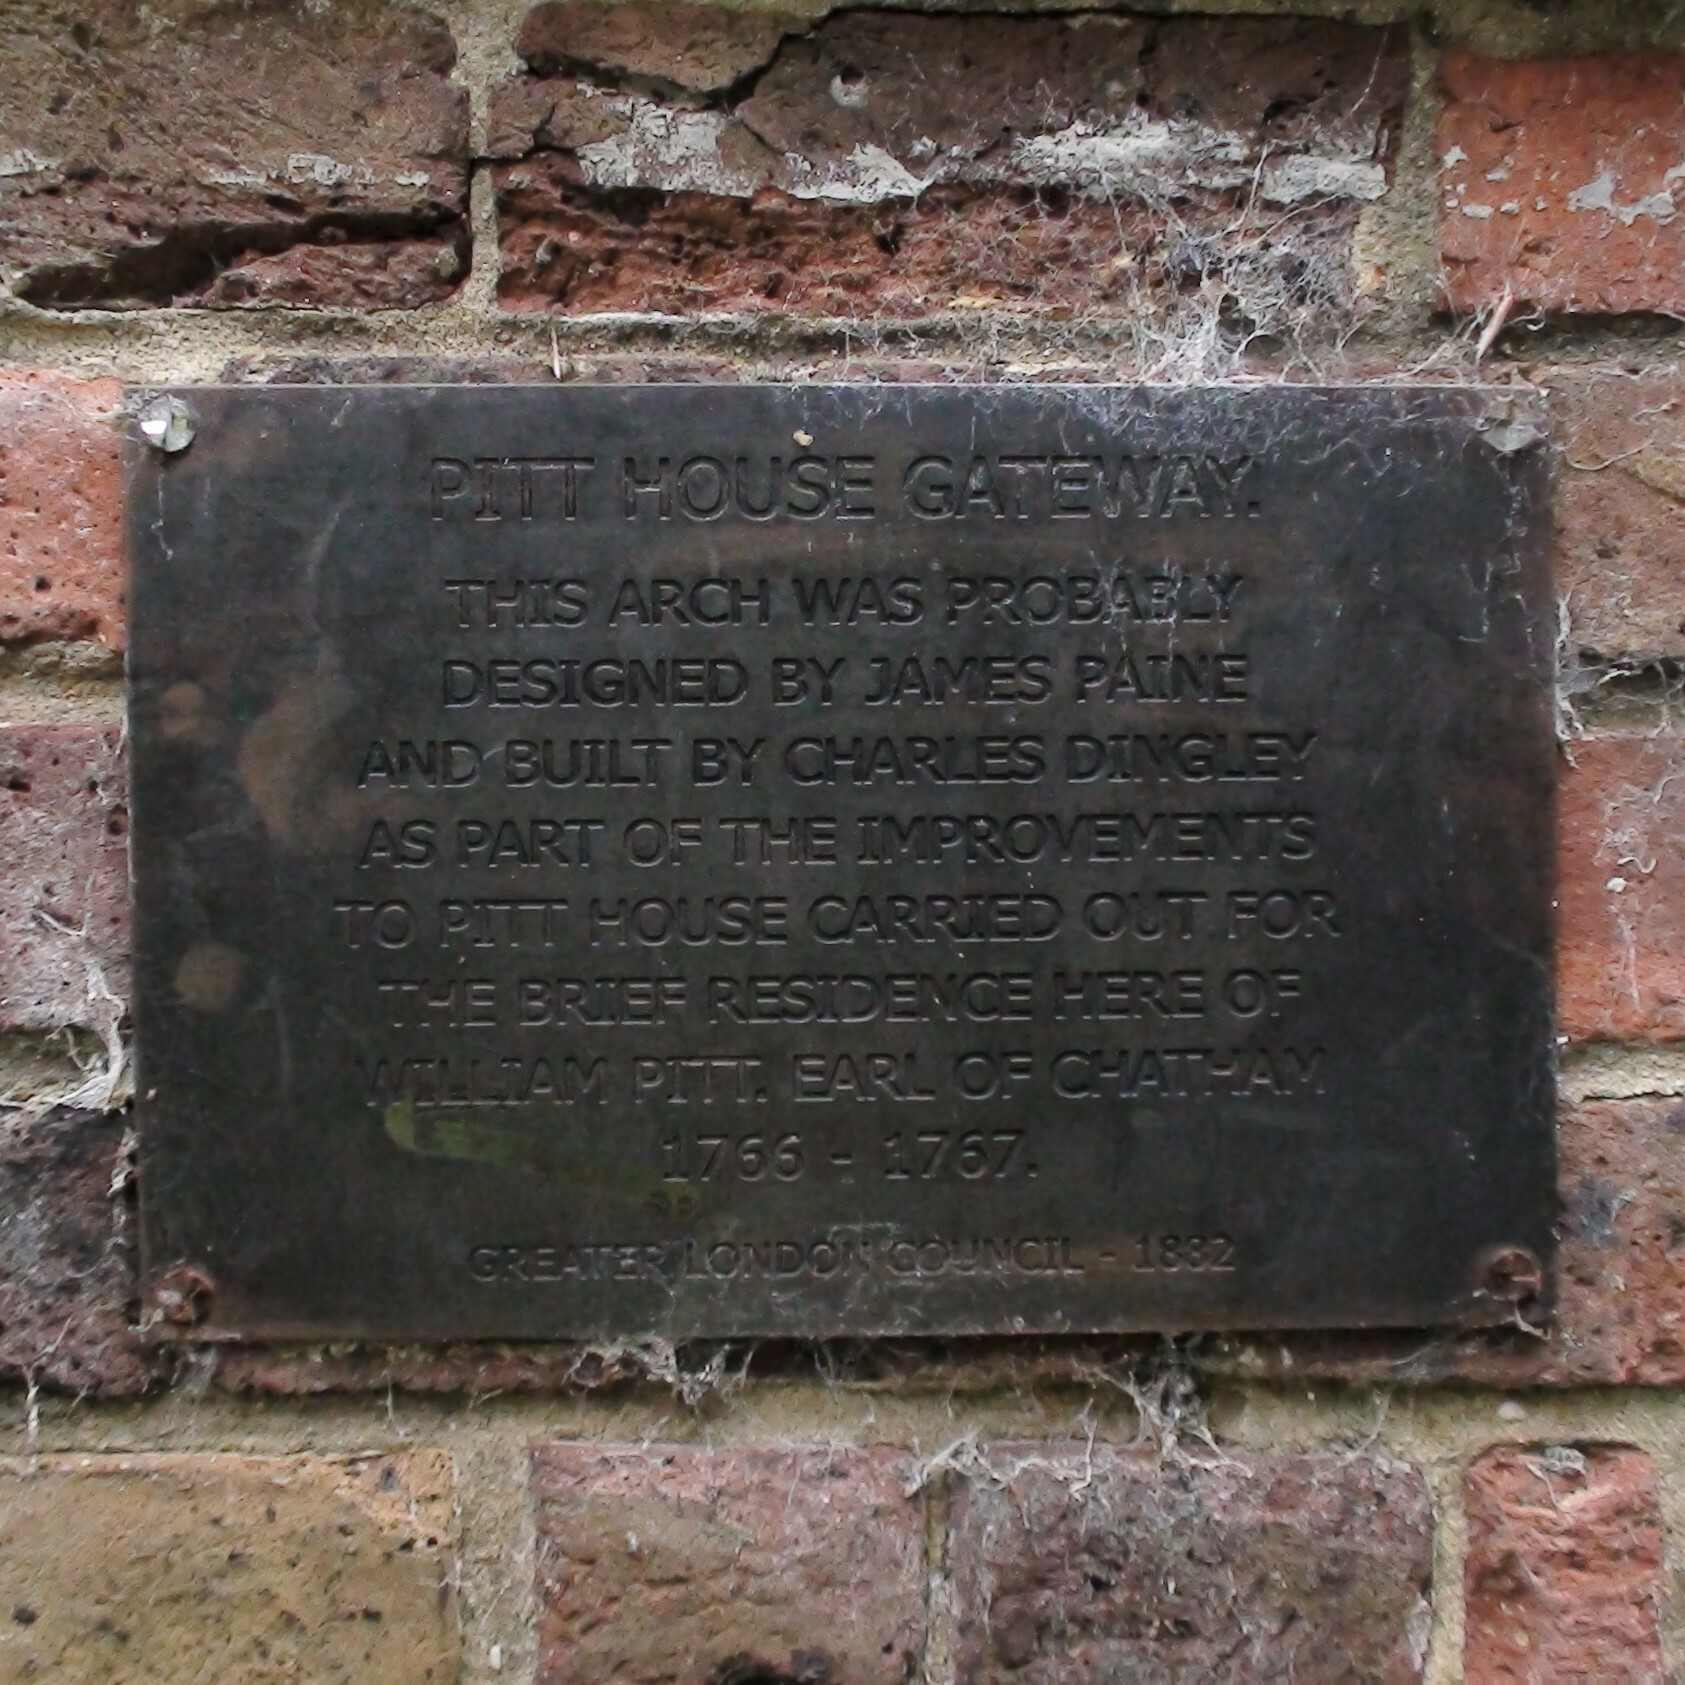 PITT HOUSE GATEWAY.
THIS ARCH WAS PROBABLY
DESIGNED BY JAMES PAINE
AND BUILT BY CHARLES DINGLEY
AS PART OF THE IMPROVEMENTS
TO PITT HOUSE CARRIED OUT FOR
THE BRIEF RESIDENCE HERE OF
WILLIAM PITT. EARL OF CHATHAM
1766 - 1767.
GREATER LONDON COUNCIL -